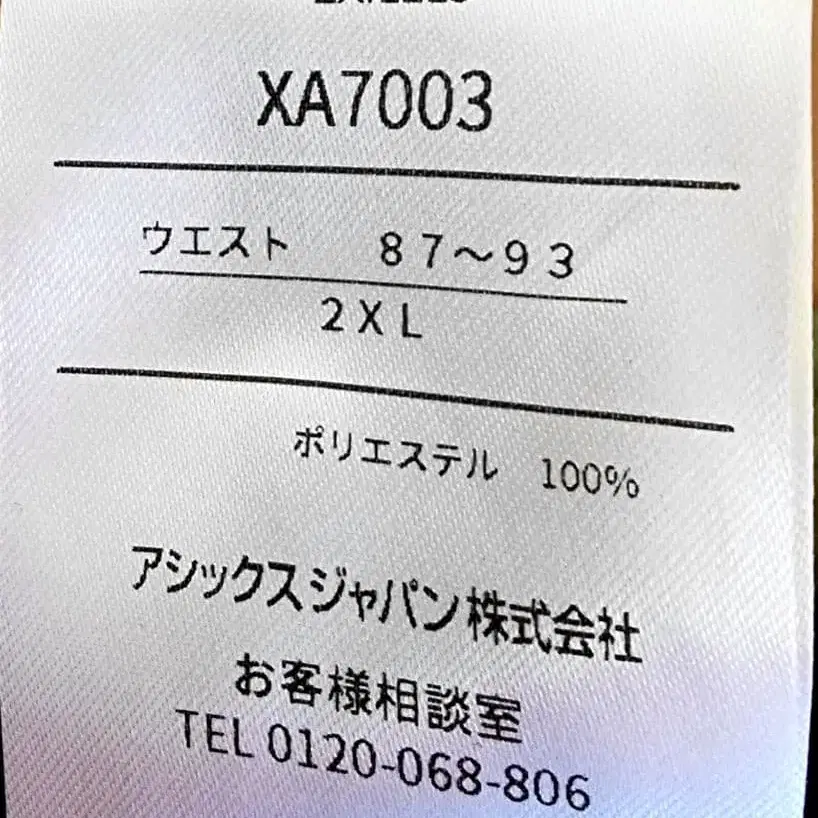 XA7003
ウエスト　８７～９３
２ＸＬ
ポリエステル　100%
アシックスジャパン株式会社
お客様相談室
TEL 0120-068-806